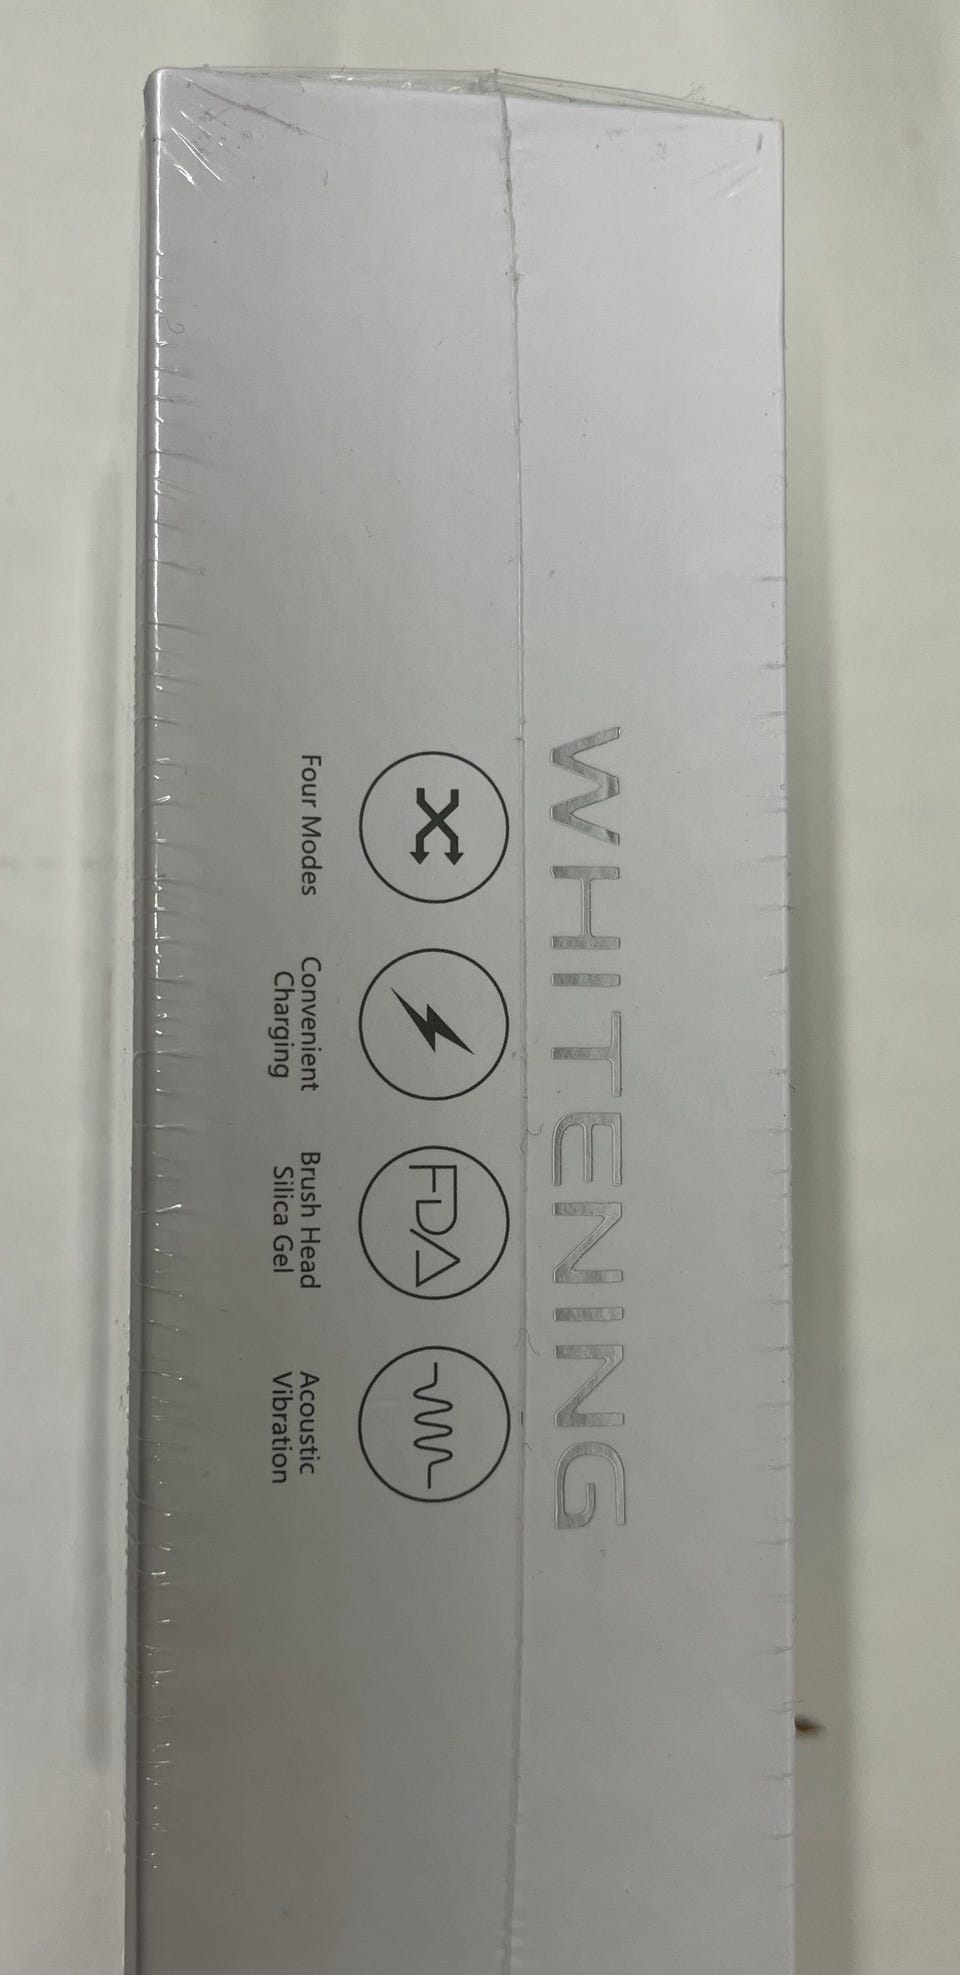 WHITENING
FDA
Four Modes
Convenient
Charging
Brush Head
Silica Gel
Acoustic
Vibration